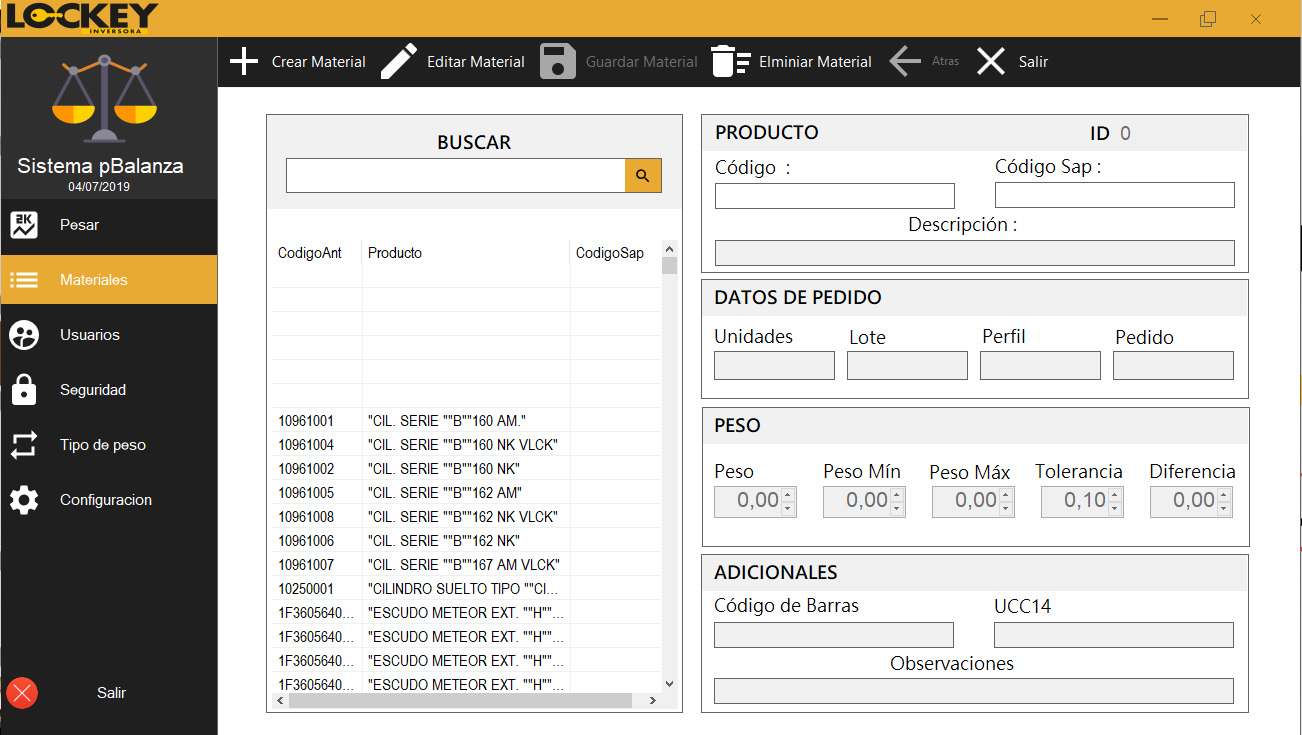 LOCKEY
INVERSORA
Crear Material Editar Material Guardar Material Elminiar Material Atras Salir
Sistema pBalanza
04/07/2019
2K
Pesar
Materiales
Usuarios
Seguridad
Tipo de peso
Configuracion
Salir
BUSCAR
CodigoAnt Producto CodigoSap
10961001 "CIL. SERIE ""B""160 AM."
10961004 "CIL. SERIE ""B""160 NK VLCK"
10961002 "CIL. SERIE ""B""160 NK"
10961005 "CIL. SERIE ""B""162 AM"
10961008 "CIL. SERIE ""B""162 NK VLCK"
10961006 "CIL. SERIE ""B""162 NK"
10961007 "CIL. SERIE ""B""167 AM VLCK"
10250001 "CILINDRO SUELTO TIPO ""CI...
1F3605640... "ESCUDO METEOR EXT. ""H""...
1F3605640... "ESCUDO METEOR EXT. ""H""...
1F3605640... "ESCUDO METEOR EXT. ""H""...
1F3605640... "ESCUDO METEOR EXT. ""H""...
PRODUCTO ID 0
Código : Código Sap :
Descripción :
DATOS DE PEDIDO
Unidades Lote Perfil Pedido
PESO
Peso Peso Mín Peso Máx Tolerancia Diferencia
0,00 0,00 0,00 0,10 0,00
ADICIONALES
Código de Barras UCC14
Observaciones